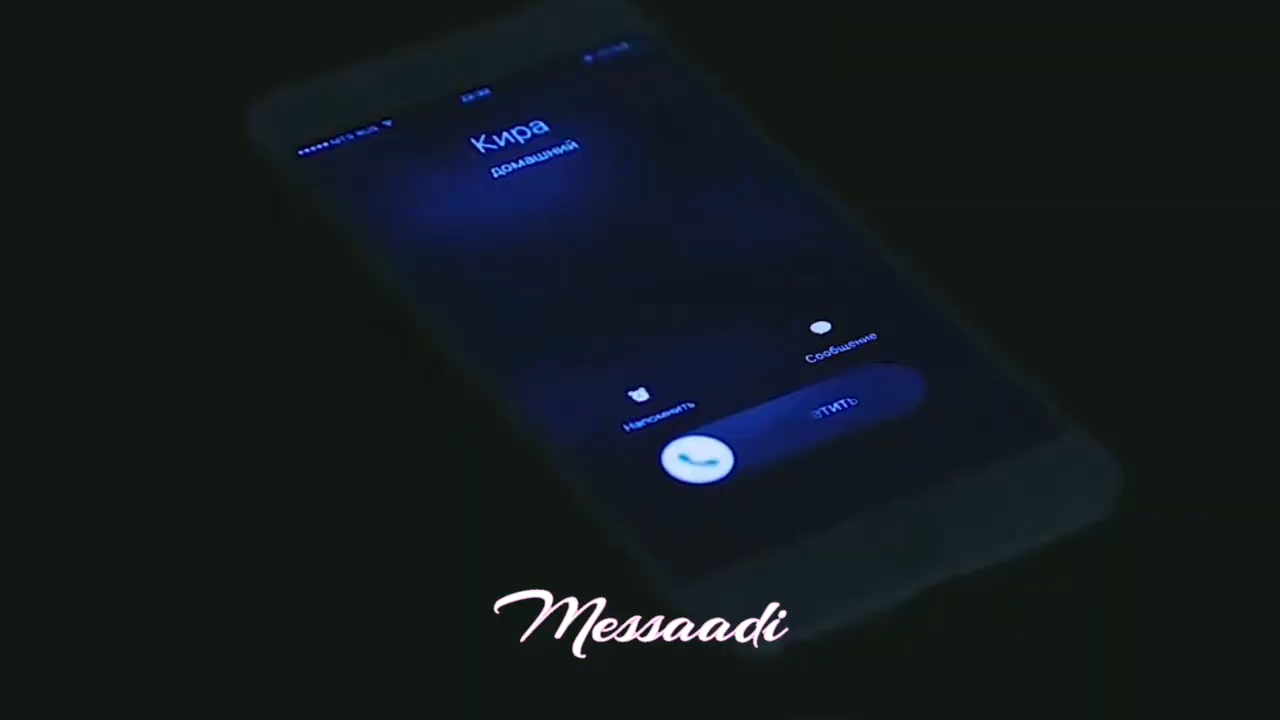 Кира
домашний
Сообщение
Напомнить
Messaadi